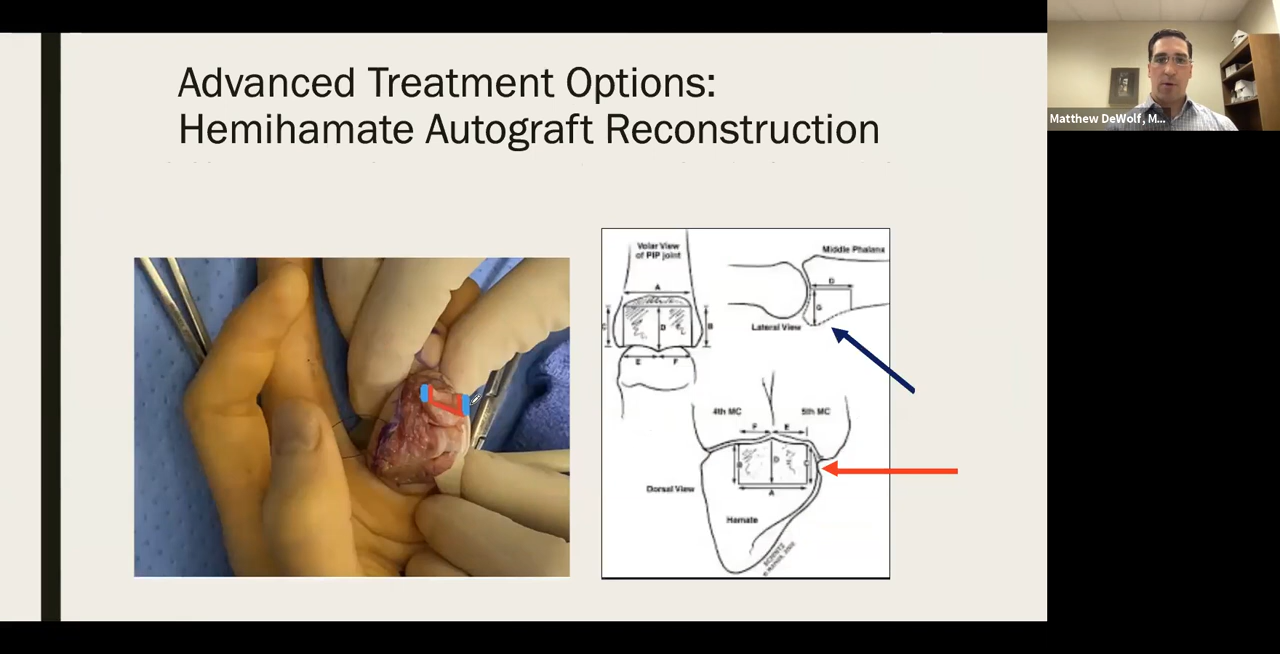 Advanced Treatment Options:
Hemihamate Autograft Reconstruction
Matthew DeWolf, M...
Volar View
of PIP joint
Middle Phalanx
A
D
G
C
D
B
Lateral View
E
F
4th MC
5th MC
F
E
B
D
C
A
Dorsal View
Hamate